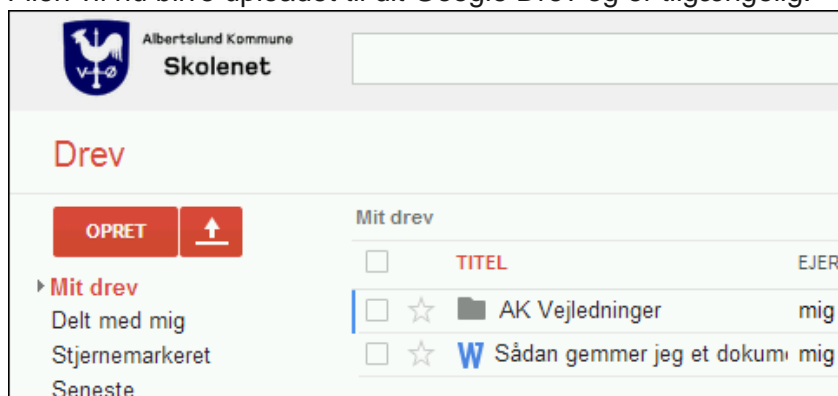 Albertslund Kommune
Skolenet
Drev
OPRET
Mit drev
TITEL
EJER
Mit drev
AK Vejledninger mig
Delt med mig
Stjernemarkeret
W Sådan gemmer jeg et dokum mig
Seneste